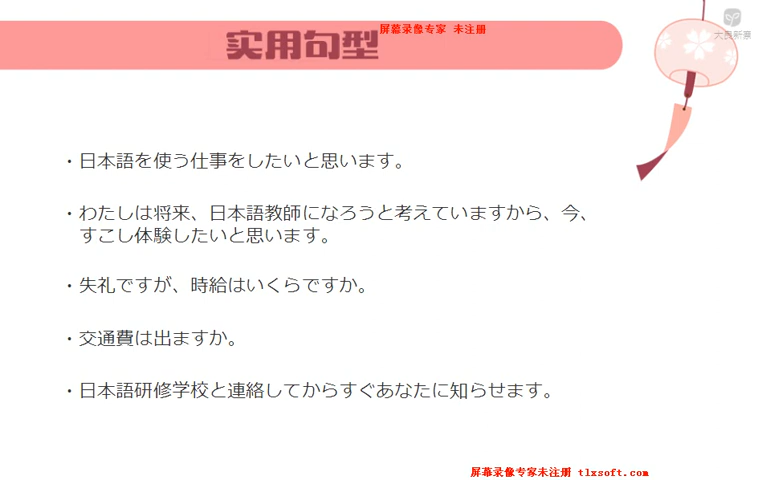 屏幕录像专家 未注册
实用句型
大良新景
・日本語を使う仕事をしたいと思います。
・わたしは将来、日本語教師になろうと考えていますから、今、
すこし体験したいと思います。
・失礼ですが、時給はいくらですか。
・交通費は出ますか。
・日本語研修学校と連絡してからすぐあなたに知らせます。
屏幕录像专家未注册 tlxsoft.com